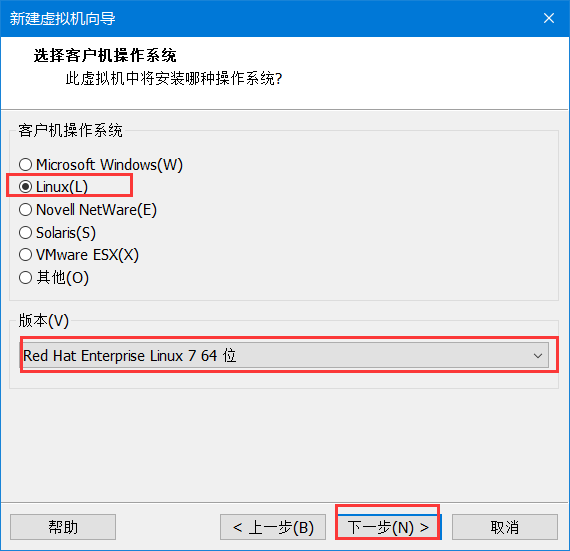 新建虚拟机向导
选择客户机操作系统
此虚拟机中将安装哪种操作系统?
客户机操作系统
Microsoft Windows(W)
Linux(L)
Novell NetWare(E)
Solaris(S)
VMware ESX(X)
其他(O)
版本(V)
Red Hat Enterprise Linux 7 64 位
帮助
< 上一步(B)
下一步(N) >
取消